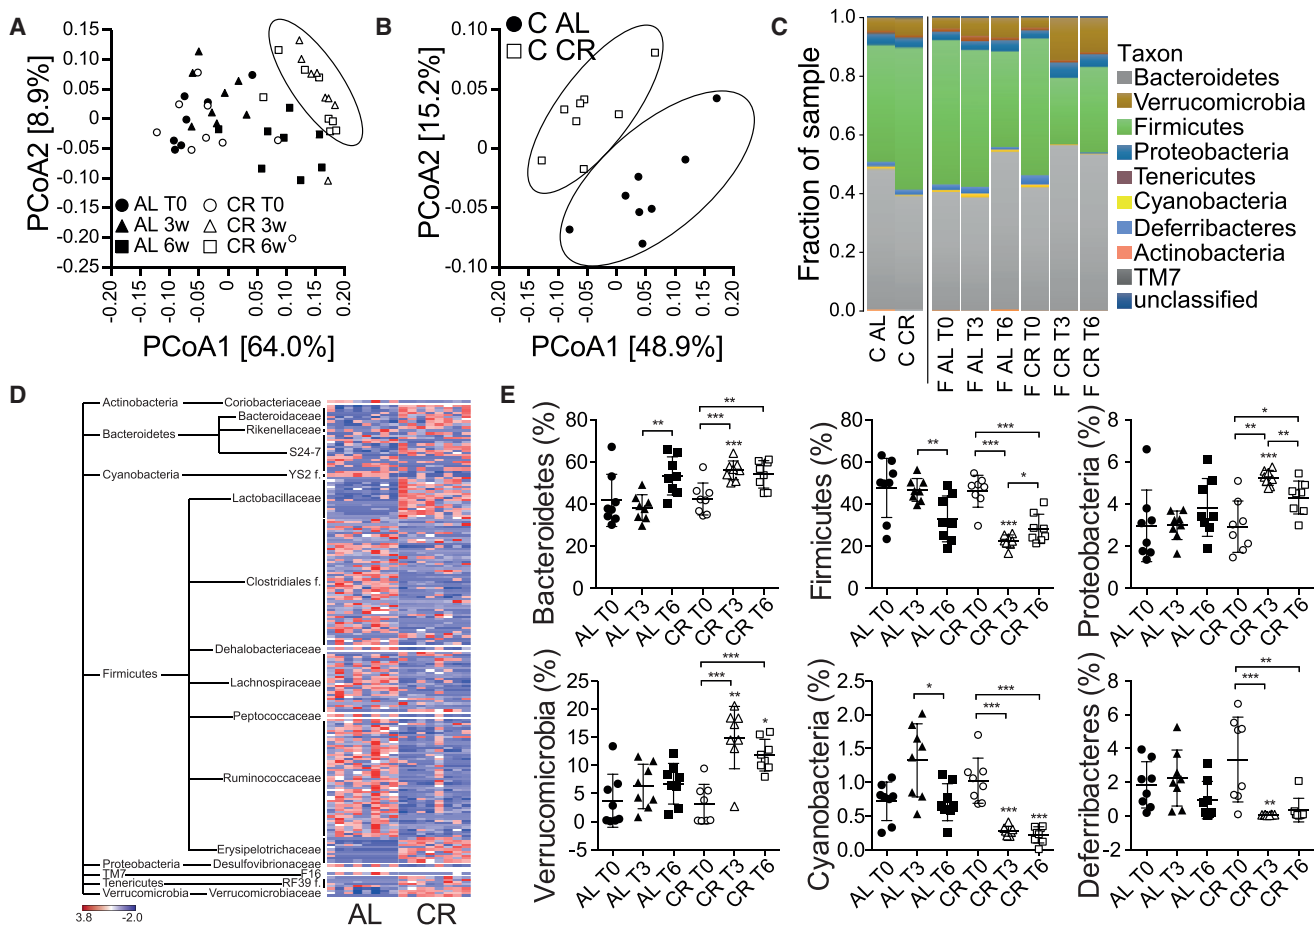 A
0.15
0.10
0.05
0
-0.05
-0.10
0.15
-0.20
-0.25
PCoA2 [8.9%]
AL T0
AL 3w
AL 6w
CR T0
CR 3w
CR 6w
-0.20 -0.15 -0.10 -0.05 0 0.05 0.10 0.15 0.20
PCoA1 [64.0%]
B
C AL
C CR
0.10
0.05
0
-0.05
-0.10
PCoA2 [15.2%]
-0.20 -0.15 -0.10 -0.05 0 0.05 0.10 0.15 0.20
PCoA1 [48.9%]
C
1.0
0.8
0.6
0.4
0.2
0.0
Fraction of sample
C AL
C CR
F AL T0
F AL T3
F AL T6
F CR T0
F CR T3
F CR T6
Taxon
Bacteroidetes
Verrucomicrobia
Firmicutes
Proteobacteria
Tenericutes
Cyanobacteria
Deferribacteres
Actinobacteria
TM7
unclassified
D
Actinobacteria Coriobacteriaceae
Bacteroidaceae
Rikenellaceae
Bacteroidetes
S24-7
Cyanobacteria YS2 f.
Lactobacillaceae
Clostridiales f.
Dehalobacteriaceae
Firmicutes
Lachnospiraceae
Peptococcaceae
Ruminococcaceae
Erysipelotrichaceae
Proteobacteria Desulfovibrionaceae
TM7 F16
Tenericutes RF39 f.
Verrucomicrobia Verrucomicrobiaceae
3.8 -2.0
AL CR
E
Bacteroidetes (%)
80
60
40
20
0
** *** ** ***
AL T0 AL T3 AL T6 CR T0 CR T3 CR T6
Firmicutes (%)
80
60
40
20
0
** *** *** * ***
AL T0 AL T3 AL T6 CR T0 CR T3 CR T6
Proteobacteria (%)
8
6
4
2
0
* ** ** ***
AL T0 AL T3 AL T6 CR T0 CR T3 CR T6
Verrucomicrobia (%)
25
20
15
10
5
0
-5
*** *** ** *
AL T0 AL T3 AL T6 CR T0 CR T3 CR T6
Cyanobacteria (%)
2.5
2.0
1.5
1.0
0.5
0.0
* *** *** *** ***
AL T0 AL T3 AL T6 CR T0 CR T3 CR T6
Deferribacteres (%)
8
6
4
2
0
-2
** *** **
AL T0 AL T3 AL T6 CR T0 CR T3 CR T6